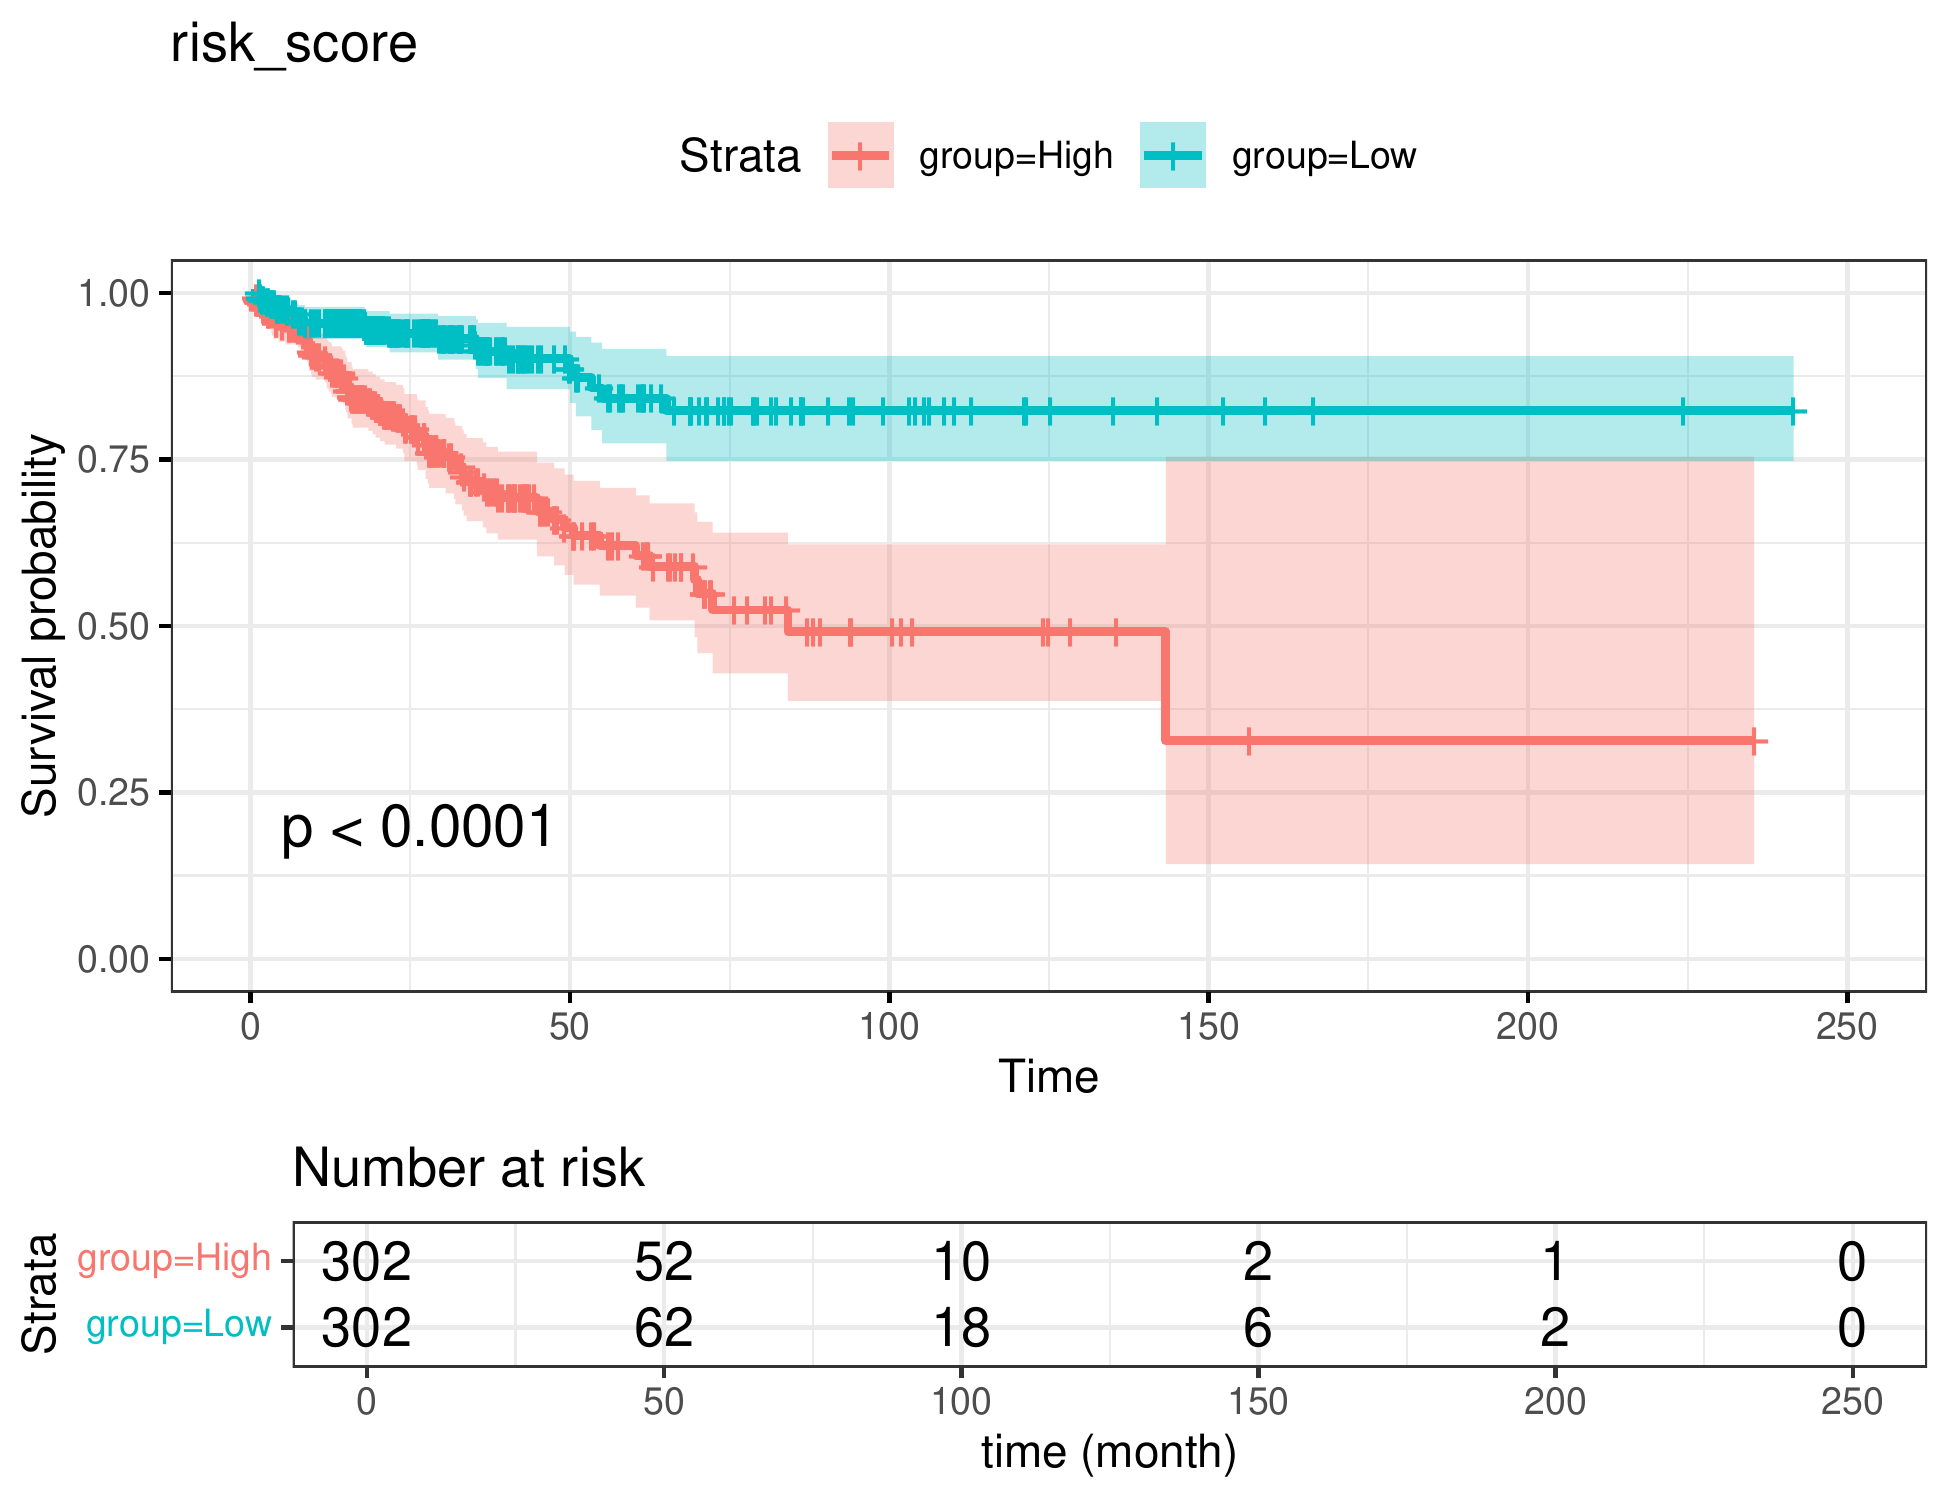 risk_score
Strata group=High group=Low
Survival probability
1.00
0.75
0.50
0.25
0.00
p < 0.0001
0 50 100 150 200 250
Time
Number at risk
Strata
group=High 302 52 10 2 1 0
group=Low 302 62 18 6 2 0
0 50 100 150 200 250
time (month)